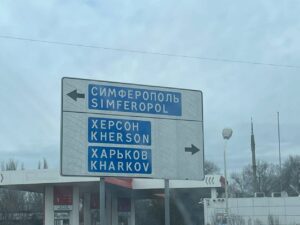 СИМФЕРОПОЛЬ
SIMFEROPOL
ХЕРСОН
KHERSON
ХАРЬКОВ
KHARKOV